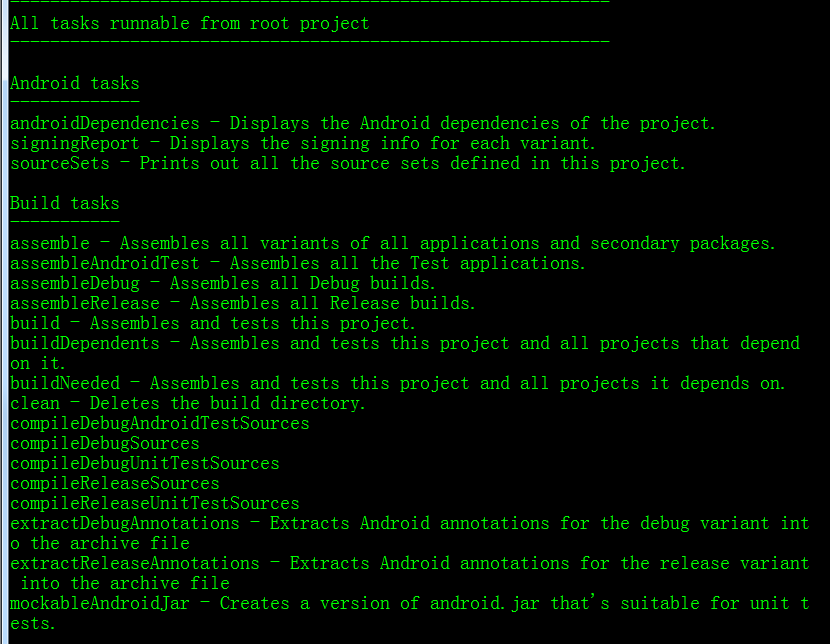 ------------------------------------------------------------
All tasks runnable from root project
------------------------------------------------------------
Android tasks
-------------
androidDependencies - Displays the Android dependencies of the project.
signingReport - Displays the signing info for each variant.
sourceSets - Prints out all the source sets defined in this project.
Build tasks
-----------
assemble - Assembles all variants of all applications and secondary packages.
assembleAndroidTest - Assembles all the Test applications.
assembleDebug - Assembles all Debug builds.
assembleRelease - Assembles all Release builds.
build - Assembles and tests this project.
buildDependents - Assembles and tests this project and all projects that depend
on it.
buildNeeded - Assembles and tests this project and all projects it depends on.
clean - Deletes the build directory.
compileDebugAndroidTestSources
compileDebugSources
compileDebugUnitTestSources
compileReleaseSources
compileReleaseUnitTestSources
extractDebugAnnotations - Extracts Android annotations for the debug variant int
o the archive file
extractReleaseAnnotations - Extracts Android annotations for the release variant
 into the archive file
mockableAndroidJar - Creates a version of android.jar that's suitable for unit t
ests.